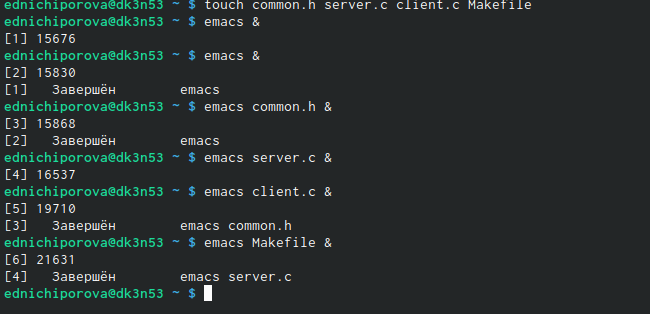 ednichiporova@dk3n53 ~ $ touch common.h server.c client.c Makefile
ednichiporova@dk3n53 ~ $ emacs &
[1] 15676
ednichiporova@dk3n53 ~ $ emacs &
[2] 15830
[1]   Завершён        emacs
ednichiporova@dk3n53 ~ $ emacs common.h &
[3] 15868
[2]   Завершён        emacs
ednichiporova@dk3n53 ~ $ emacs server.c &
[4] 16537
ednichiporova@dk3n53 ~ $ emacs client.c &
[5] 19710
[3]   Завершён        emacs common.h
ednichiporova@dk3n53 ~ $ emacs Makefile &
[6] 21631
[4]   Завершён        emacs server.c
ednichiporova@dk3n53 ~ $